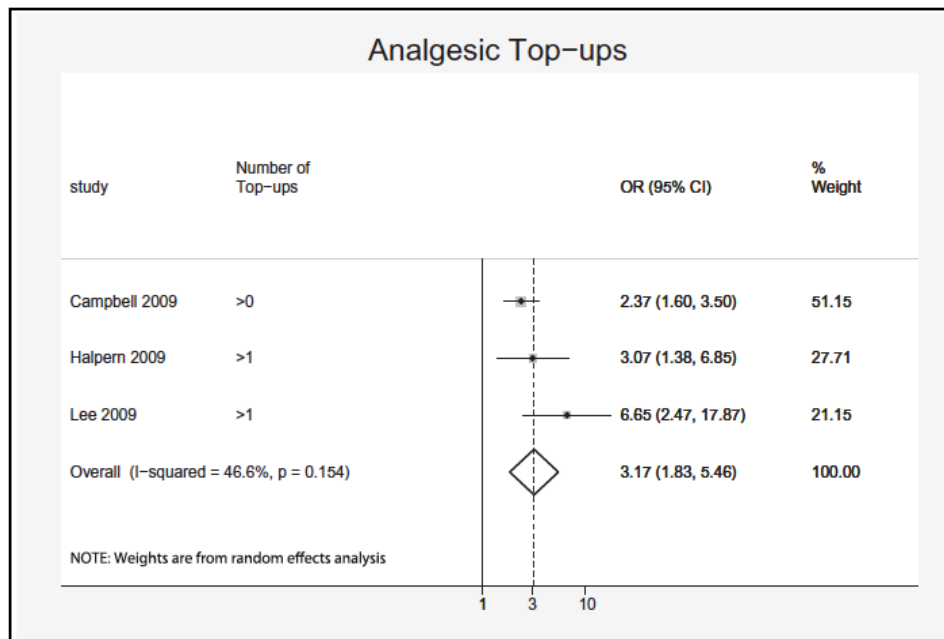 Analgesic Top−ups
study
Number of
Top−ups
OR (95% CI)
%
Weight
Campbell 2009 >0 2.37 (1.60, 3.50) 51.15
Halpern 2009 >1 3.07 (1.38, 6.85) 27.71
Lee 2009 >1 6.65 (2.47, 17.87) 21.15
Overall (I−squared = 46.6%, p = 0.154) 3.17 (1.83, 5.46) 100.00
NOTE: Weights are from random effects analysis
1 3 10